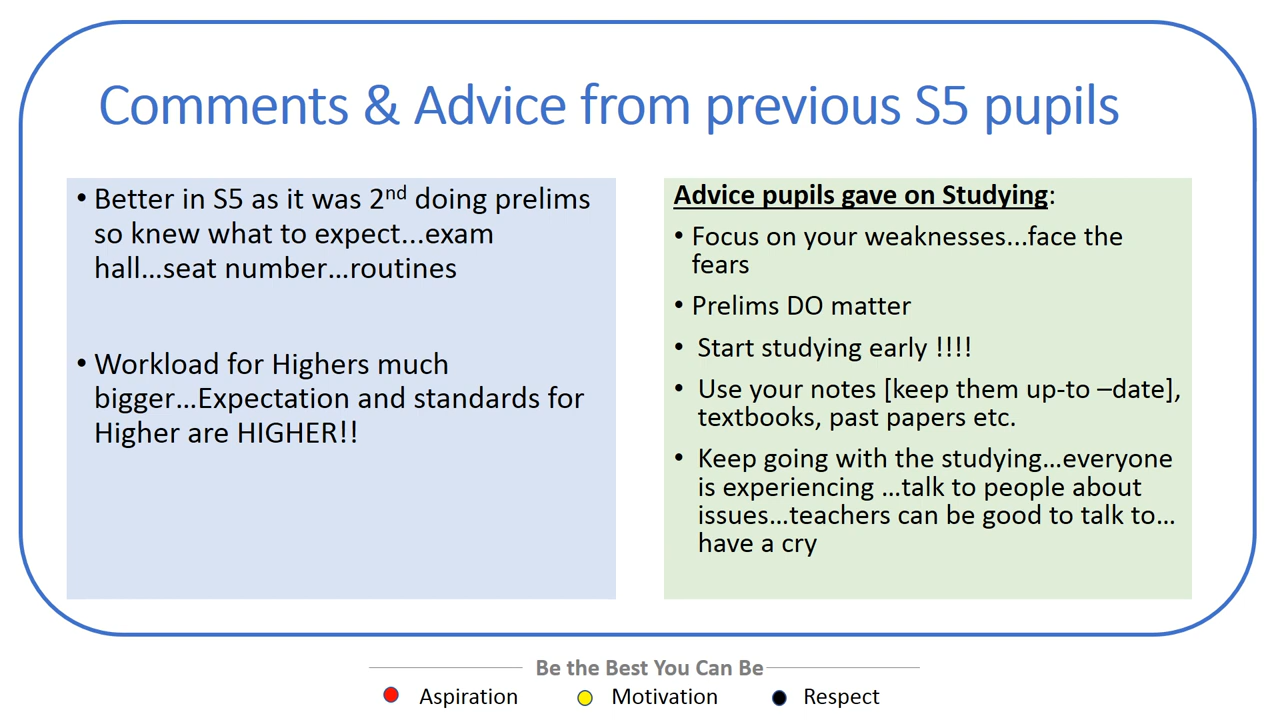 Comments & Advice from previous S5 pupils
• Better in S5 as it was 2nd doing prelims
so knew what to expect...exam
hall...seat number...routines
• Workload for Highers much
bigger...Expectation and standards for
Higher are HIGHER!!
Advice pupils gave on Studying:
• Focus on your weaknesses...face the
fears
• Prelims DO matter
• Start studying early !!!!
• Use your notes [keep them up-to –date],
textbooks, past papers etc.
• Keep going with the studying...everyone
is experiencing ...talk to people about
issues...teachers can be good to talk to...
have a cry
Be the Best You Can Be
Aspiration Motivation Respect